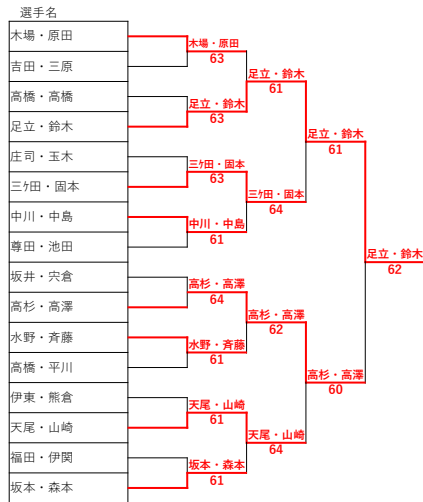 選手名
木場・原田
吉田・三原
高橋・高橋
足立・鈴木
庄司・玉木
三ケ田・固本
中川・中島
尊田・池田
坂井・宍倉
高杉・高澤
水野・斉藤
高橋・平川
伊東・熊倉
天尾・山崎
福田・伊関
坂本・森本
木場・原田
63
足立・鈴木
63
三ケ田・固本
63
中川・中島
61
高杉・高澤
64
水野・斉藤
61
天尾・山崎
61
坂本・森本
61
足立・鈴木
61
三ケ田・固本
64
高杉・高澤
62
天尾・山崎
64
足立・鈴木
61
高杉・高澤
60
足立・鈴木
62